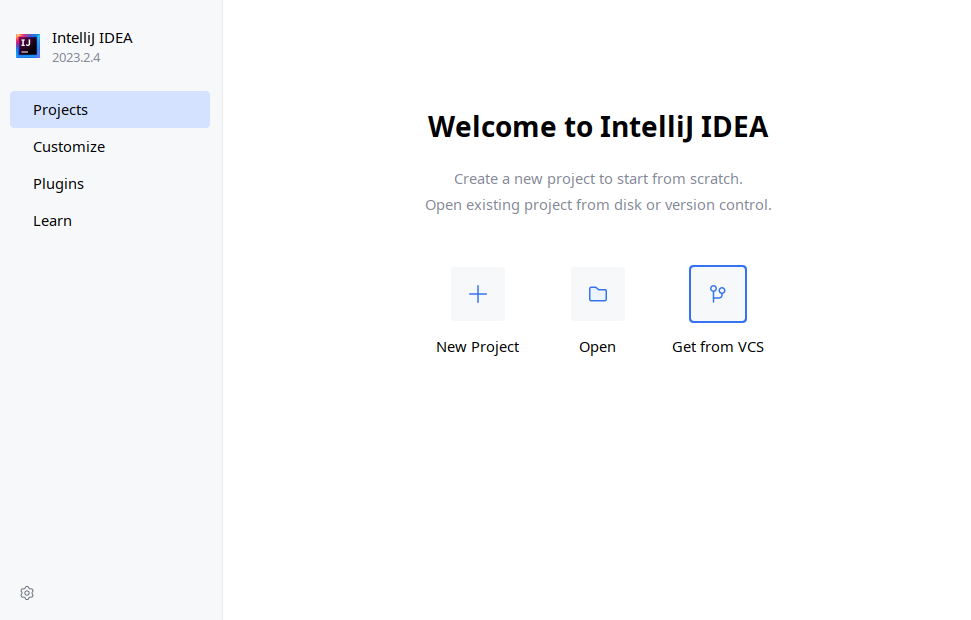 IJ
IntelliJ IDEA
2023.2.4
Projects
Customize
Plugins
Learn
Welcome to IntelliJ IDEA
Create a new project to start from scratch.
Open existing project from disk or version control.
New Project
Open
Get from VCS